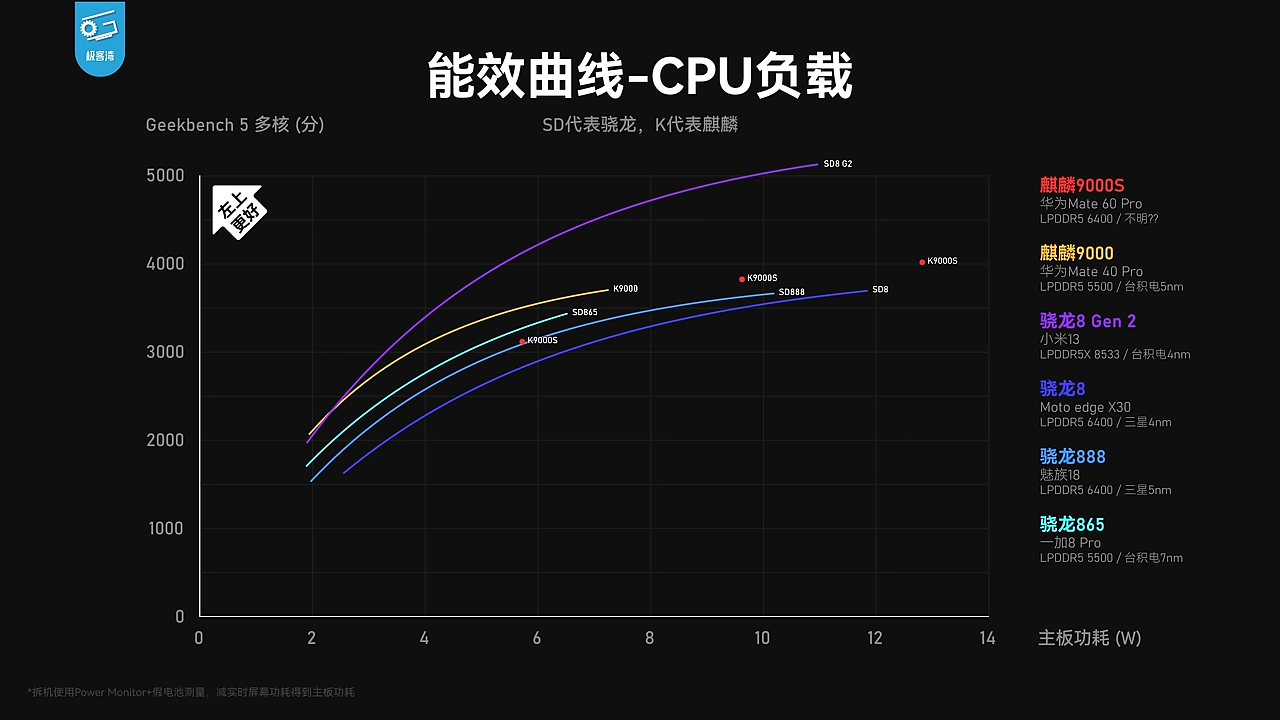 极客湾
能效曲线-CPU负载
Geekbench 5 多核 (分)
SD代表骁龙，K代表麒麟
左上
更好
5000
4000
3000
2000
1000
0
0 2 4 6 8 10 12 14
主板功耗 (W)
SD8 G2
K9000S
K9000S
K9000
SD888
SD8
SD865
K9000S
麒麟9000S
华为Mate 60 Pro
LPDDR5 6400 / 不明??
麒麟9000
华为Mate 40 Pro
LPDDR5 5500 / 台积电5nm
骁龙8 Gen 2
小米13
LPDDR5X 8533 / 台积电4nm
骁龙8
Moto edge X30
LPDDR5 6400 / 三星4nm
骁龙888
魅族18
LPDDR5 6400 / 三星5nm
骁龙865
一加8 Pro
LPDDR5 5500 / 台积电7nm
*拆机使用Power Monitor+假电池测量，减实时屏幕功耗得到主板功耗